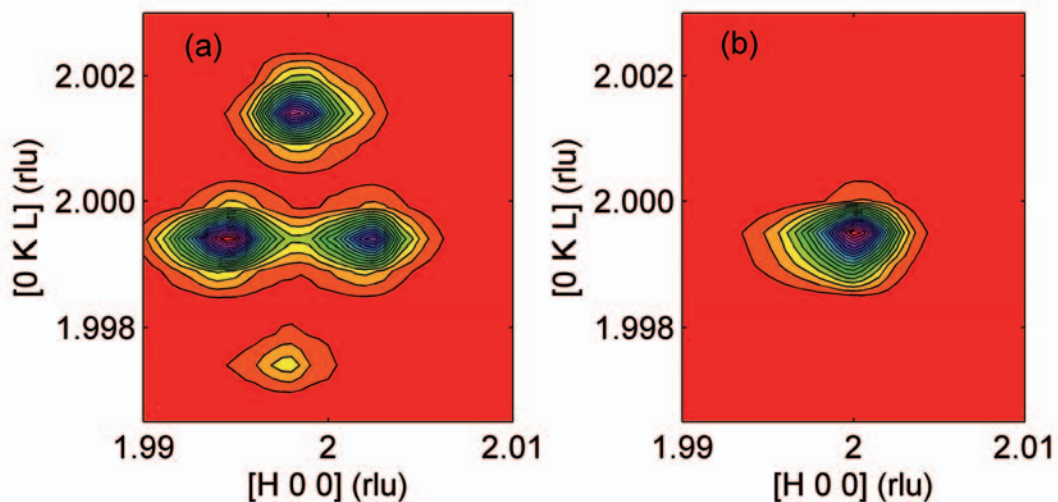 (a)
(b)
2.002
2.000
1.998
[0 K L] (rlu)
1.99
2
2.01
[H 0 0] (rlu)
2.002
2.000
1.998
[0 K L] (rlu)
1.99
2
2.01
[H 0 0] (rlu)